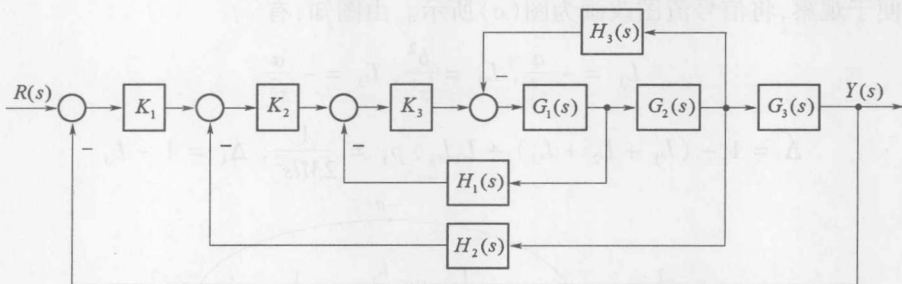 H₃(s)
R(s) K₁ K₂ K₃ G₁(s) G₂(s) G₃(s) Y(s)
− − − −
H₁(s)
H₂(s)